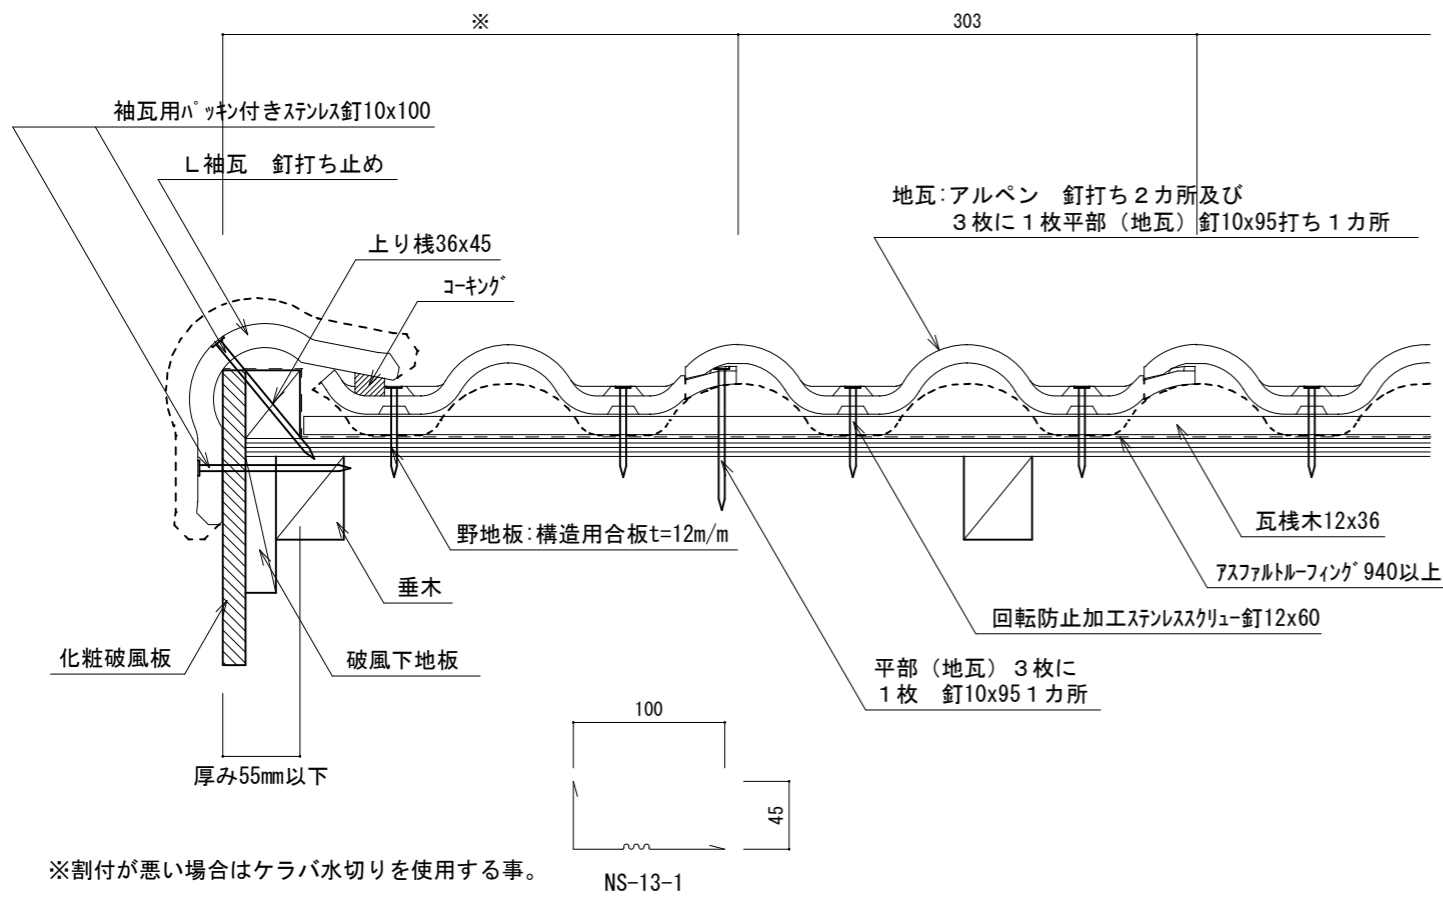 ※
303
袖瓦用ﾊﾟｯｷﾝ付きｽﾃﾝﾚｽ釘10x100
Ｌ袖瓦　釘打ち止め
地瓦:アルペン　釘打ち２カ所及び
３枚に１枚平部（地瓦）釘10x95打ち１カ所
上り桟36x45
ｺｰｷﾝｸﾞ
野地板:構造用合板t=12m/m
瓦桟木12x36
ｱｽﾌｧﾙﾄﾙｰﾌｨﾝｸﾞ940以上
垂木
回転防止加工ｽﾃﾝﾚｽｽｸﾘｭｰ釘12x60
化粧破風板
破風下地板
平部（地瓦）３枚に
１枚　釘10x95１カ所
100
厚み55mm以下
45
※割付が悪い場合はケラバ水切りを使用する事。
NS-13-1